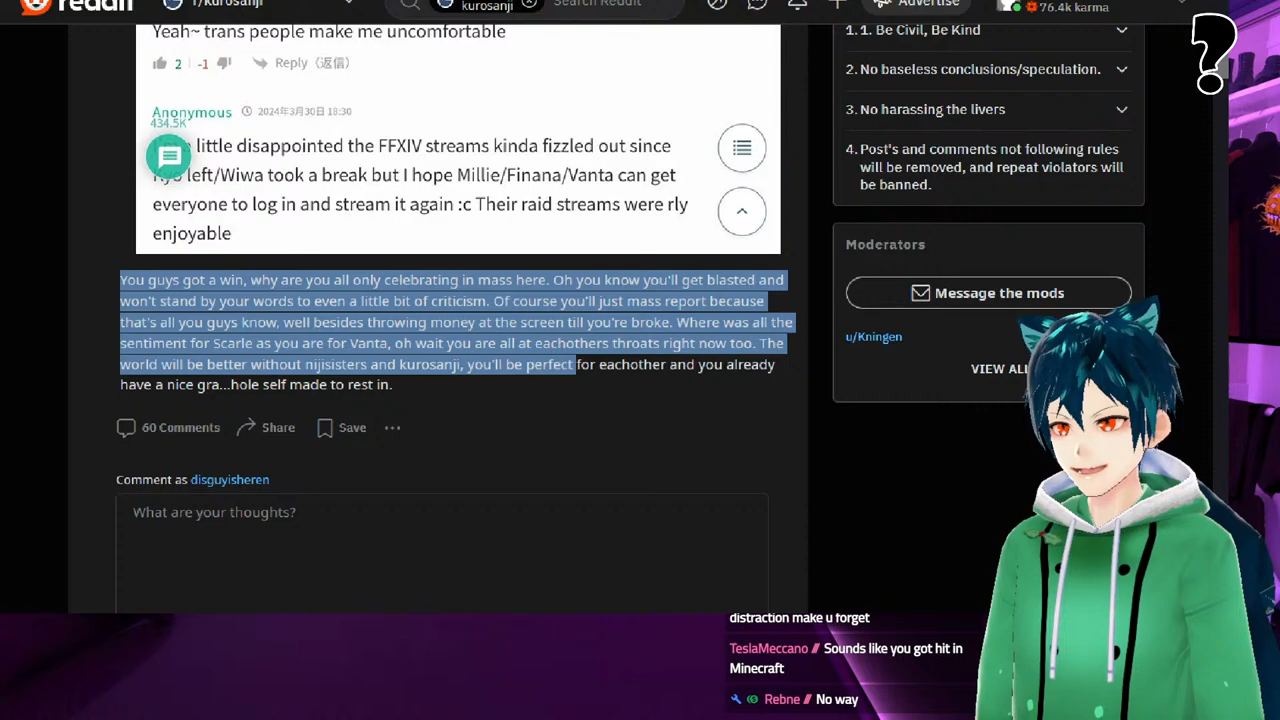 reddit
r/kurosanji
kurosanji
Search Reddit
Advertise
76.4k karma
Yeah~ trans people make me uncomfortable
2 -1 Reply (返信)
Anonymous 2024年3月30日 18:30
434.5K
little disappointed the FFXIV streams kinda fizzled out since
left/Wiwa took a break but I hope Millie/Finana/Vanta can get
everyone to log in and stream it again :c Their raid streams were rly
enjoyable
You guys got a win, why are you all only celebrating in mass here. Oh you know you'll get blasted and
won't stand by your words to even a little bit of criticism. Of course you'll just mass report because
that's all you guys know, well besides throwing money at the screen till you're broke. Where was all the
sentiment for Scarle as you are for Vanta, oh wait you are all at eachothers throats right now too. The
world will be better without nijisisters and kurosanji, you'll be perfect for eachother and you already
have a nice gra...hole self made to rest in.
60 Comments Share Save
Comment as disguyisheren
What are your thoughts?
1. 1. Be Civil, Be Kind
2. No baseless conclusions/speculation.
3. No harassing the livers
4. Post's and comments not following rules
will be removed, and repeat violators will
be banned.
Moderators
Message the mods
u/Kningen
VIEW ALL
?
distraction make u forget
TeslaMeccano // Sounds like you got hit in
Minecraft
Rebne // No way